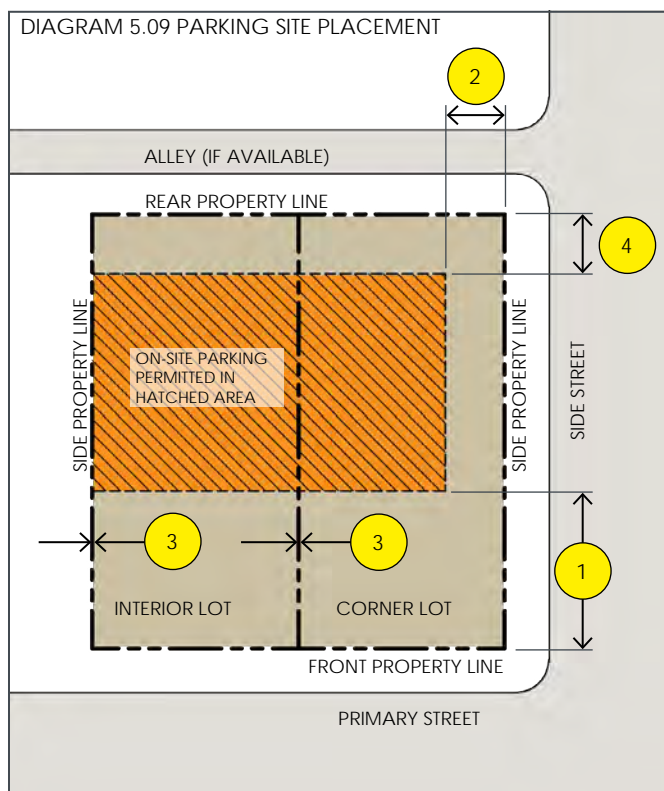 DIAGRAM 5.09 PARKING SITE PLACEMENT
2
ALLEY (IF AVAILABLE)
REAR PROPERTY LINE
4
SIDE PROPERTY LINE
ON-SITE PARKING
PERMITTED IN
HATCHED AREA
SIDE PROPERTY LINE
SIDE STREET
3
3
1
INTERIOR LOT
CORNER LOT
FRONT PROPERTY LINE
PRIMARY STREET